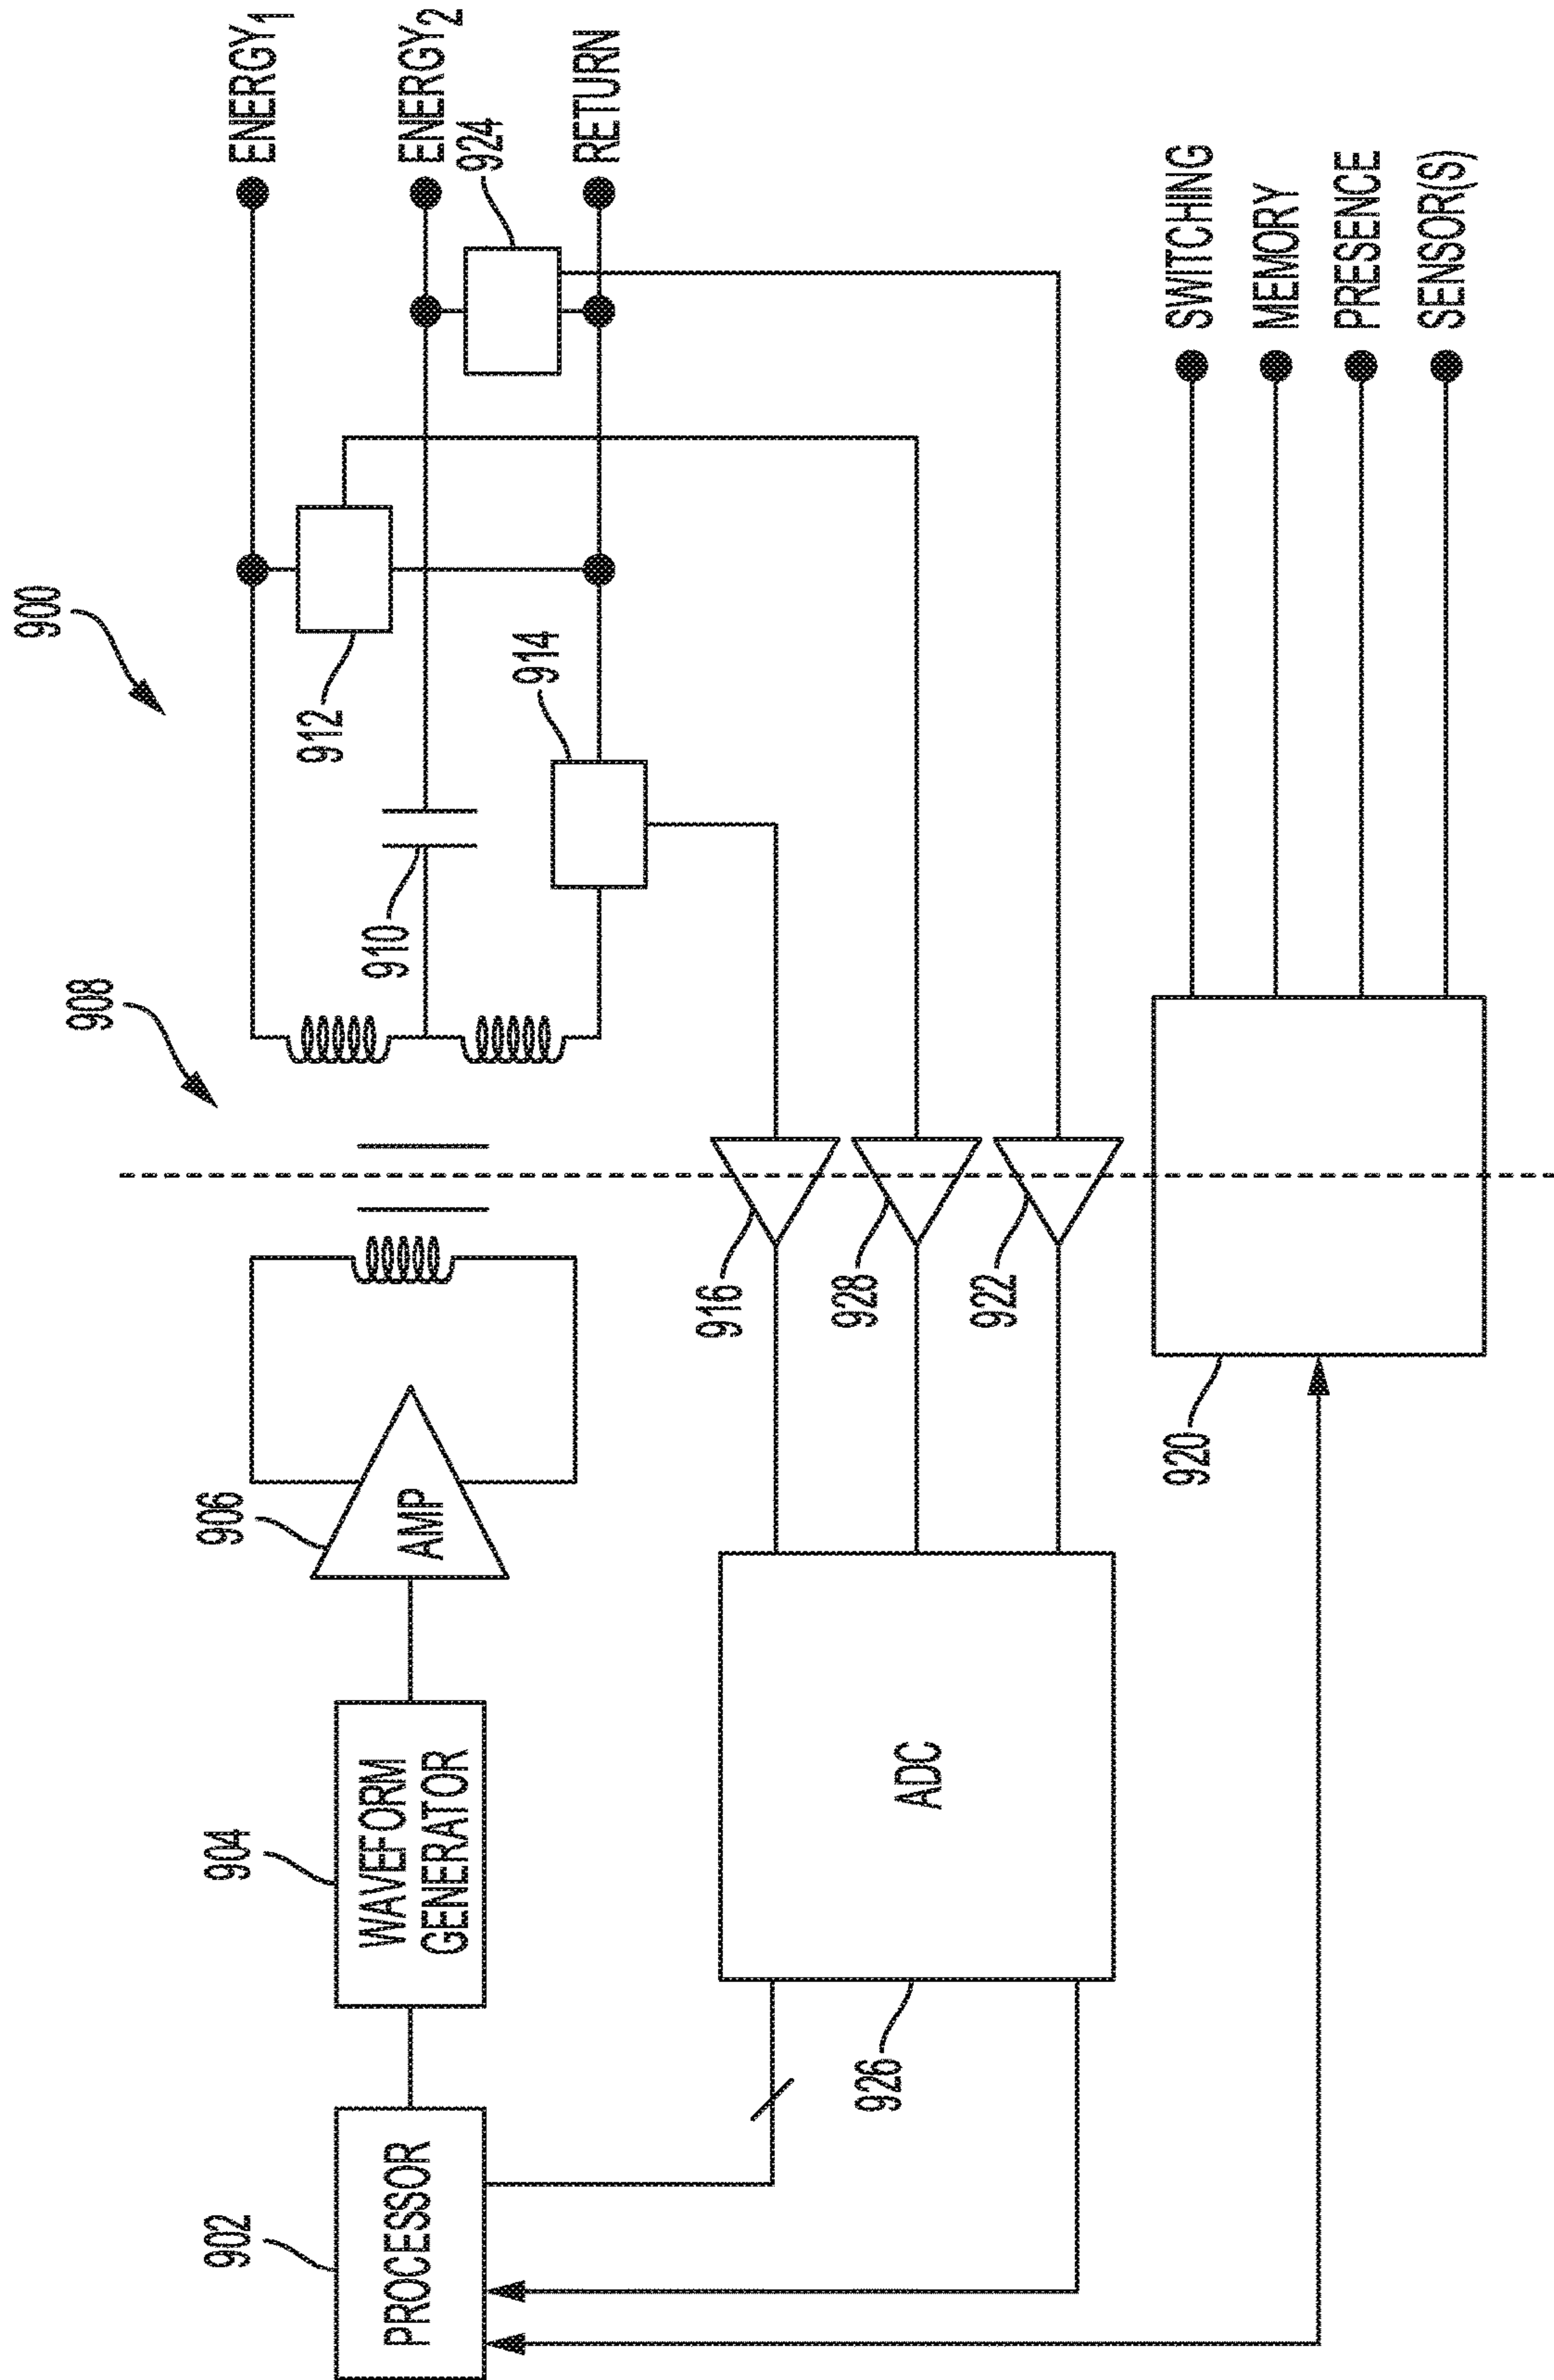 900
908
ENERGY1
ENERGY2
924
RETURN
912
914
910
906
AMP
904
WAVEFORM
GENERATOR
902
PROCESSOR
916
928
922
ADC
926
920
SWITCHING
MEMORY
PRESENCE
SENSOR(S)